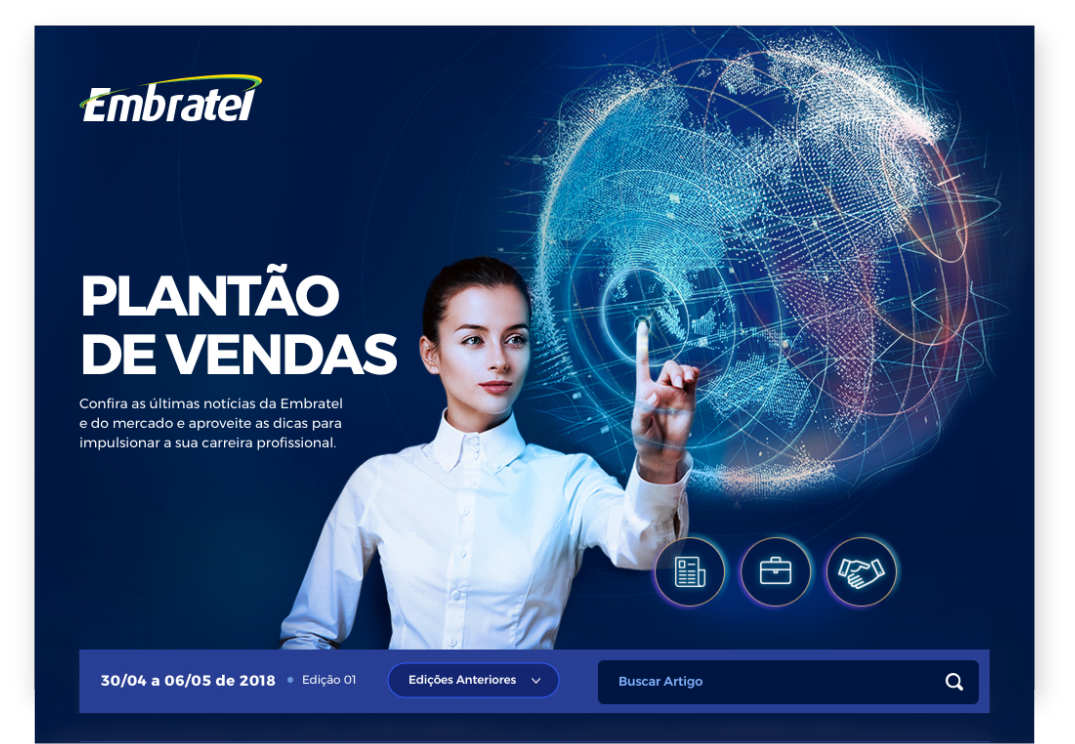 Embratel
PLANTÃO
DE VENDAS
Confira as últimas notícias da Embratel
e do mercado e aproveite as dicas para
impulsionar a sua carreira profissional.
30/04 a 06/05 de 2018 • Edição 01
Edições Anteriores
Buscar Artigo